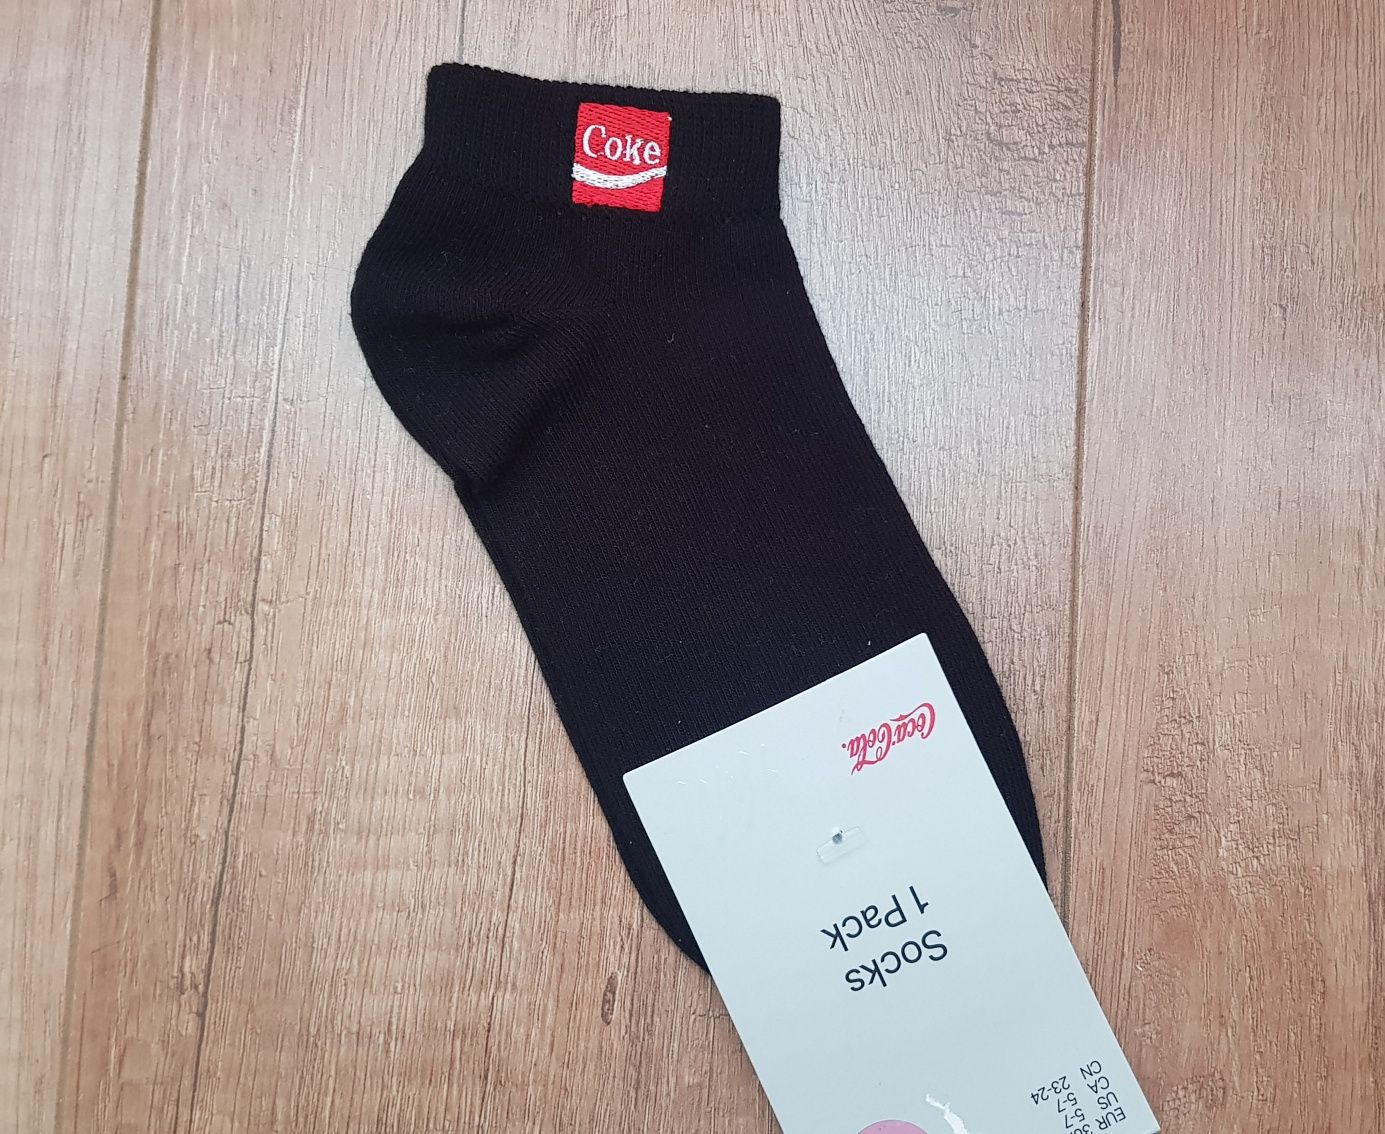 Coke
Coca-Cola
Socks
1 Pack
EUR
US 5-7
CA 5-7
CN 23-24